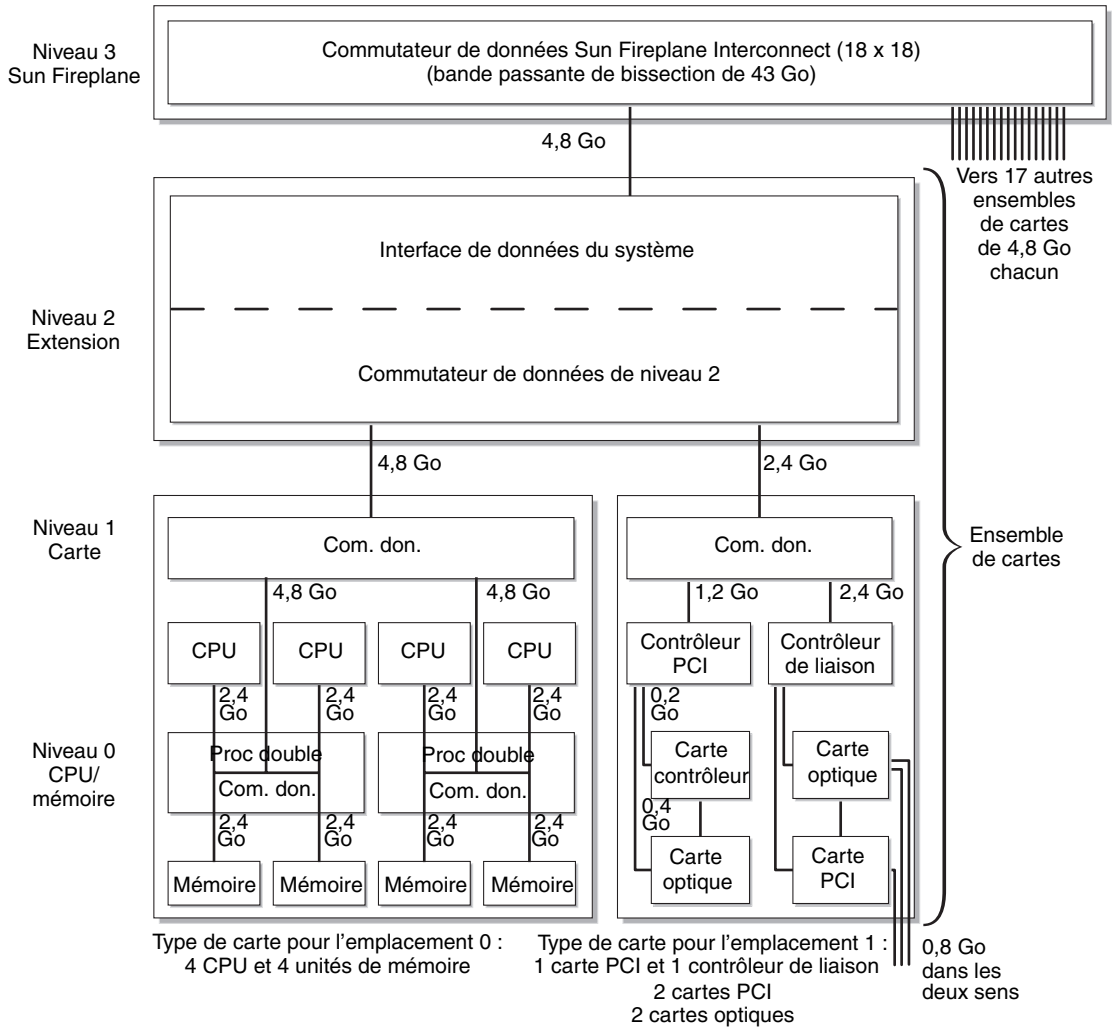 Niveau 3
Sun Fireplane
Commutateur de données Sun Fireplane Interconnect (18 x 18)
(bande passante de bissection de 43 Go)
4,8 Go
Vers 17 autres
ensembles
de cartes
de 4,8 Go
chacun
Niveau 2
Extension
Interface de données du système
Commutateur de données de niveau 2
4,8 Go
2,4 Go
Ensemble
de cartes
Niveau 1
Carte
Com. don.
Com. don.
4,8 Go
4,8 Go
1,2 Go
2,4 Go
CPU
CPU
CPU
CPU
Contrôleur
PCI
Contrôleur
de liaison
2,4
Go
2,4
Go
2,4
Go
2,4
Go
0,2
Go
Niveau 0
CPU/
mémoire
Proc double
Com. don.
Proc double
Com. don.
Carte
contrôleur
Carte
optique
2,4
Go
2,4
Go
2,4
Go
2,4
Go
0,4
Go
Mémoire
Mémoire
Mémoire
Mémoire
Carte
optique
Carte
PCI
Type de carte pour l'emplacement 0 :
4 CPU et 4 unités de mémoire
Type de carte pour l'emplacement 1 :
1 carte PCI et 1 contrôleur de liaison
2 cartes PCI
2 cartes optiques
0,8 Go
dans les
deux sens